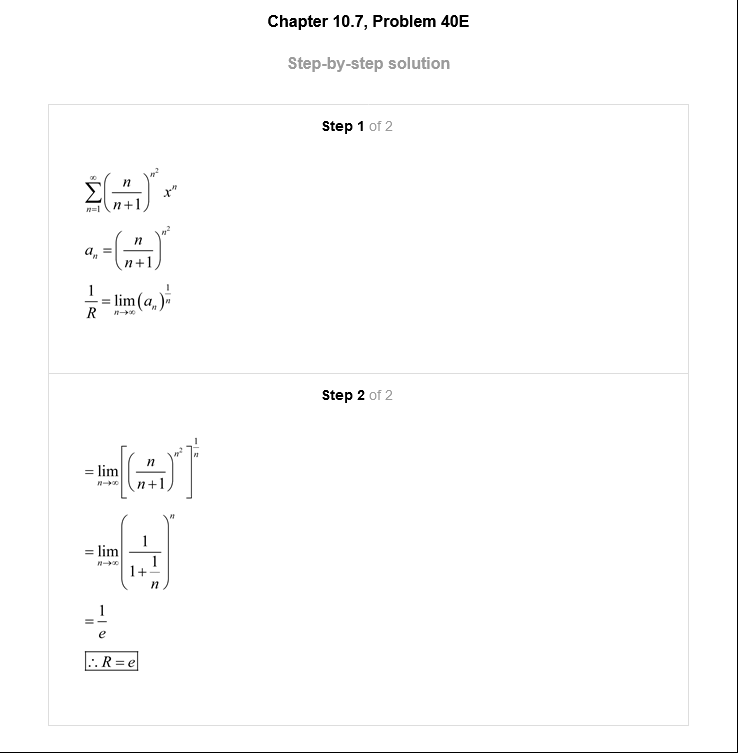 Chapter 10.7, Problem 40E
Step-by-step solution
Step 1 of 2
$\sum_{n=1}^{\infty}\left(\frac{n}{n+1}\right)^{n^2} x^n$
$a_n = \left(\frac{n}{n+1}\right)^{n^2}$
$\frac{1}{R} = \lim_{n\to\infty}(a_n)^{\frac{1}{n}}$
Step 2 of 2
$= \lim_{n\to\infty}\left[\left(\frac{n}{n+1}\right)^{n^2}\right]^{\frac{1}{n}}$
$= \lim_{n\to\infty}\left(\frac{1}{1+\frac{1}{n}}\right)^n$
$= \frac{1}{e}$
$\therefore R = e$